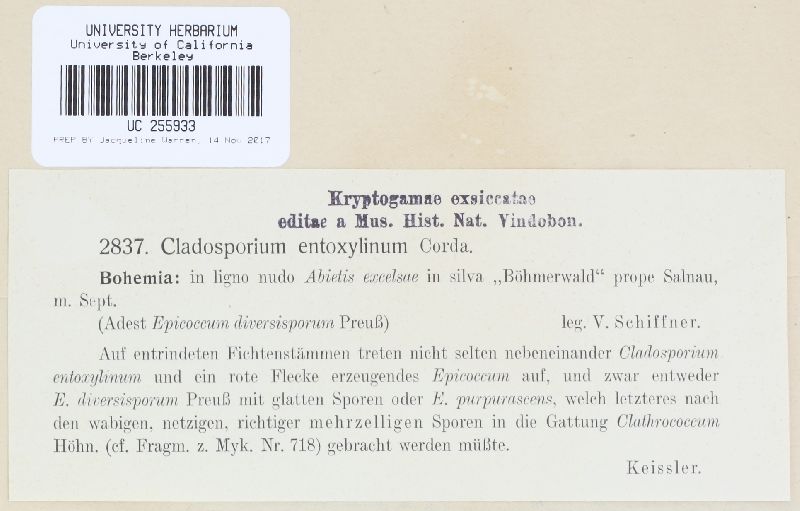 UNIVERSITY HERBARIUM
University of California
Berkeley
UC 255933
PREP BY Jacqueline Warren, 14 Nov 2017
Kryptogamae exsiccatae
editae a Mus. Hist. Nat. Vindobon.
2837. Cladosporium entoxylinum Corda.
Bohemia: in ligno nudo Abietis excelsae in silva „Böhmerwald“ prope Salnau,
m. Sept.
(Adest Epicoccum diversisporum Preuß) leg. V. Schiffner.
Auf entrindeten Fichtenstämmen treten nicht selten nebeneinander Cladosporium
entoxylinum und ein rote Flecke erzeugendes Epicoccum auf, und zwar entweder
E. diversisporum Preuß mit glatten Sporen oder E. purpurascens, welch letzteres nach
den wabigen, netzigen, richtiger mehrzelligen Sporen in die Gattung Clathrococcum
Höhn. (cf. Fragm. z. Myk. Nr. 718) gebracht werden müßte.
Keissler.